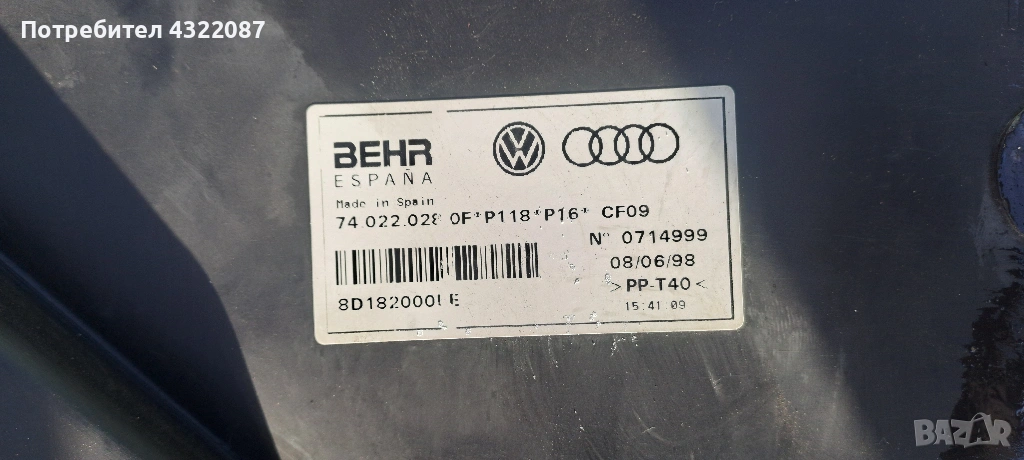 Потребител 4322087
BEHR
ESPAÑA
Made in Spain
74.022.028 0F*P118*P16* CF09
N° 0714999
08/06/98
>PP-T40<
15:41 09
BAZAR